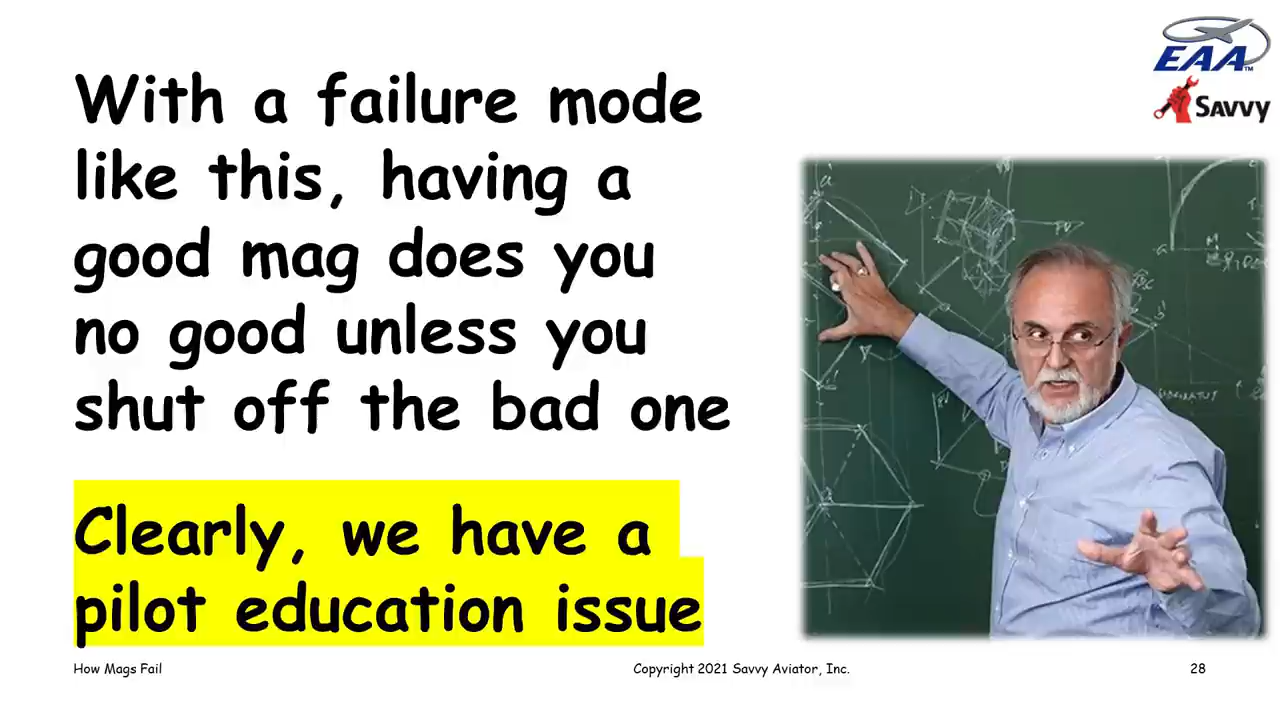 EAA™
SAVVY
With a failure mode
like this, having a
good mag does you
no good unless you
shut off the bad one
Clearly, we have a
pilot education issue
How Mags Fail
Copyright 2021 Savvy Aviator, Inc.
28